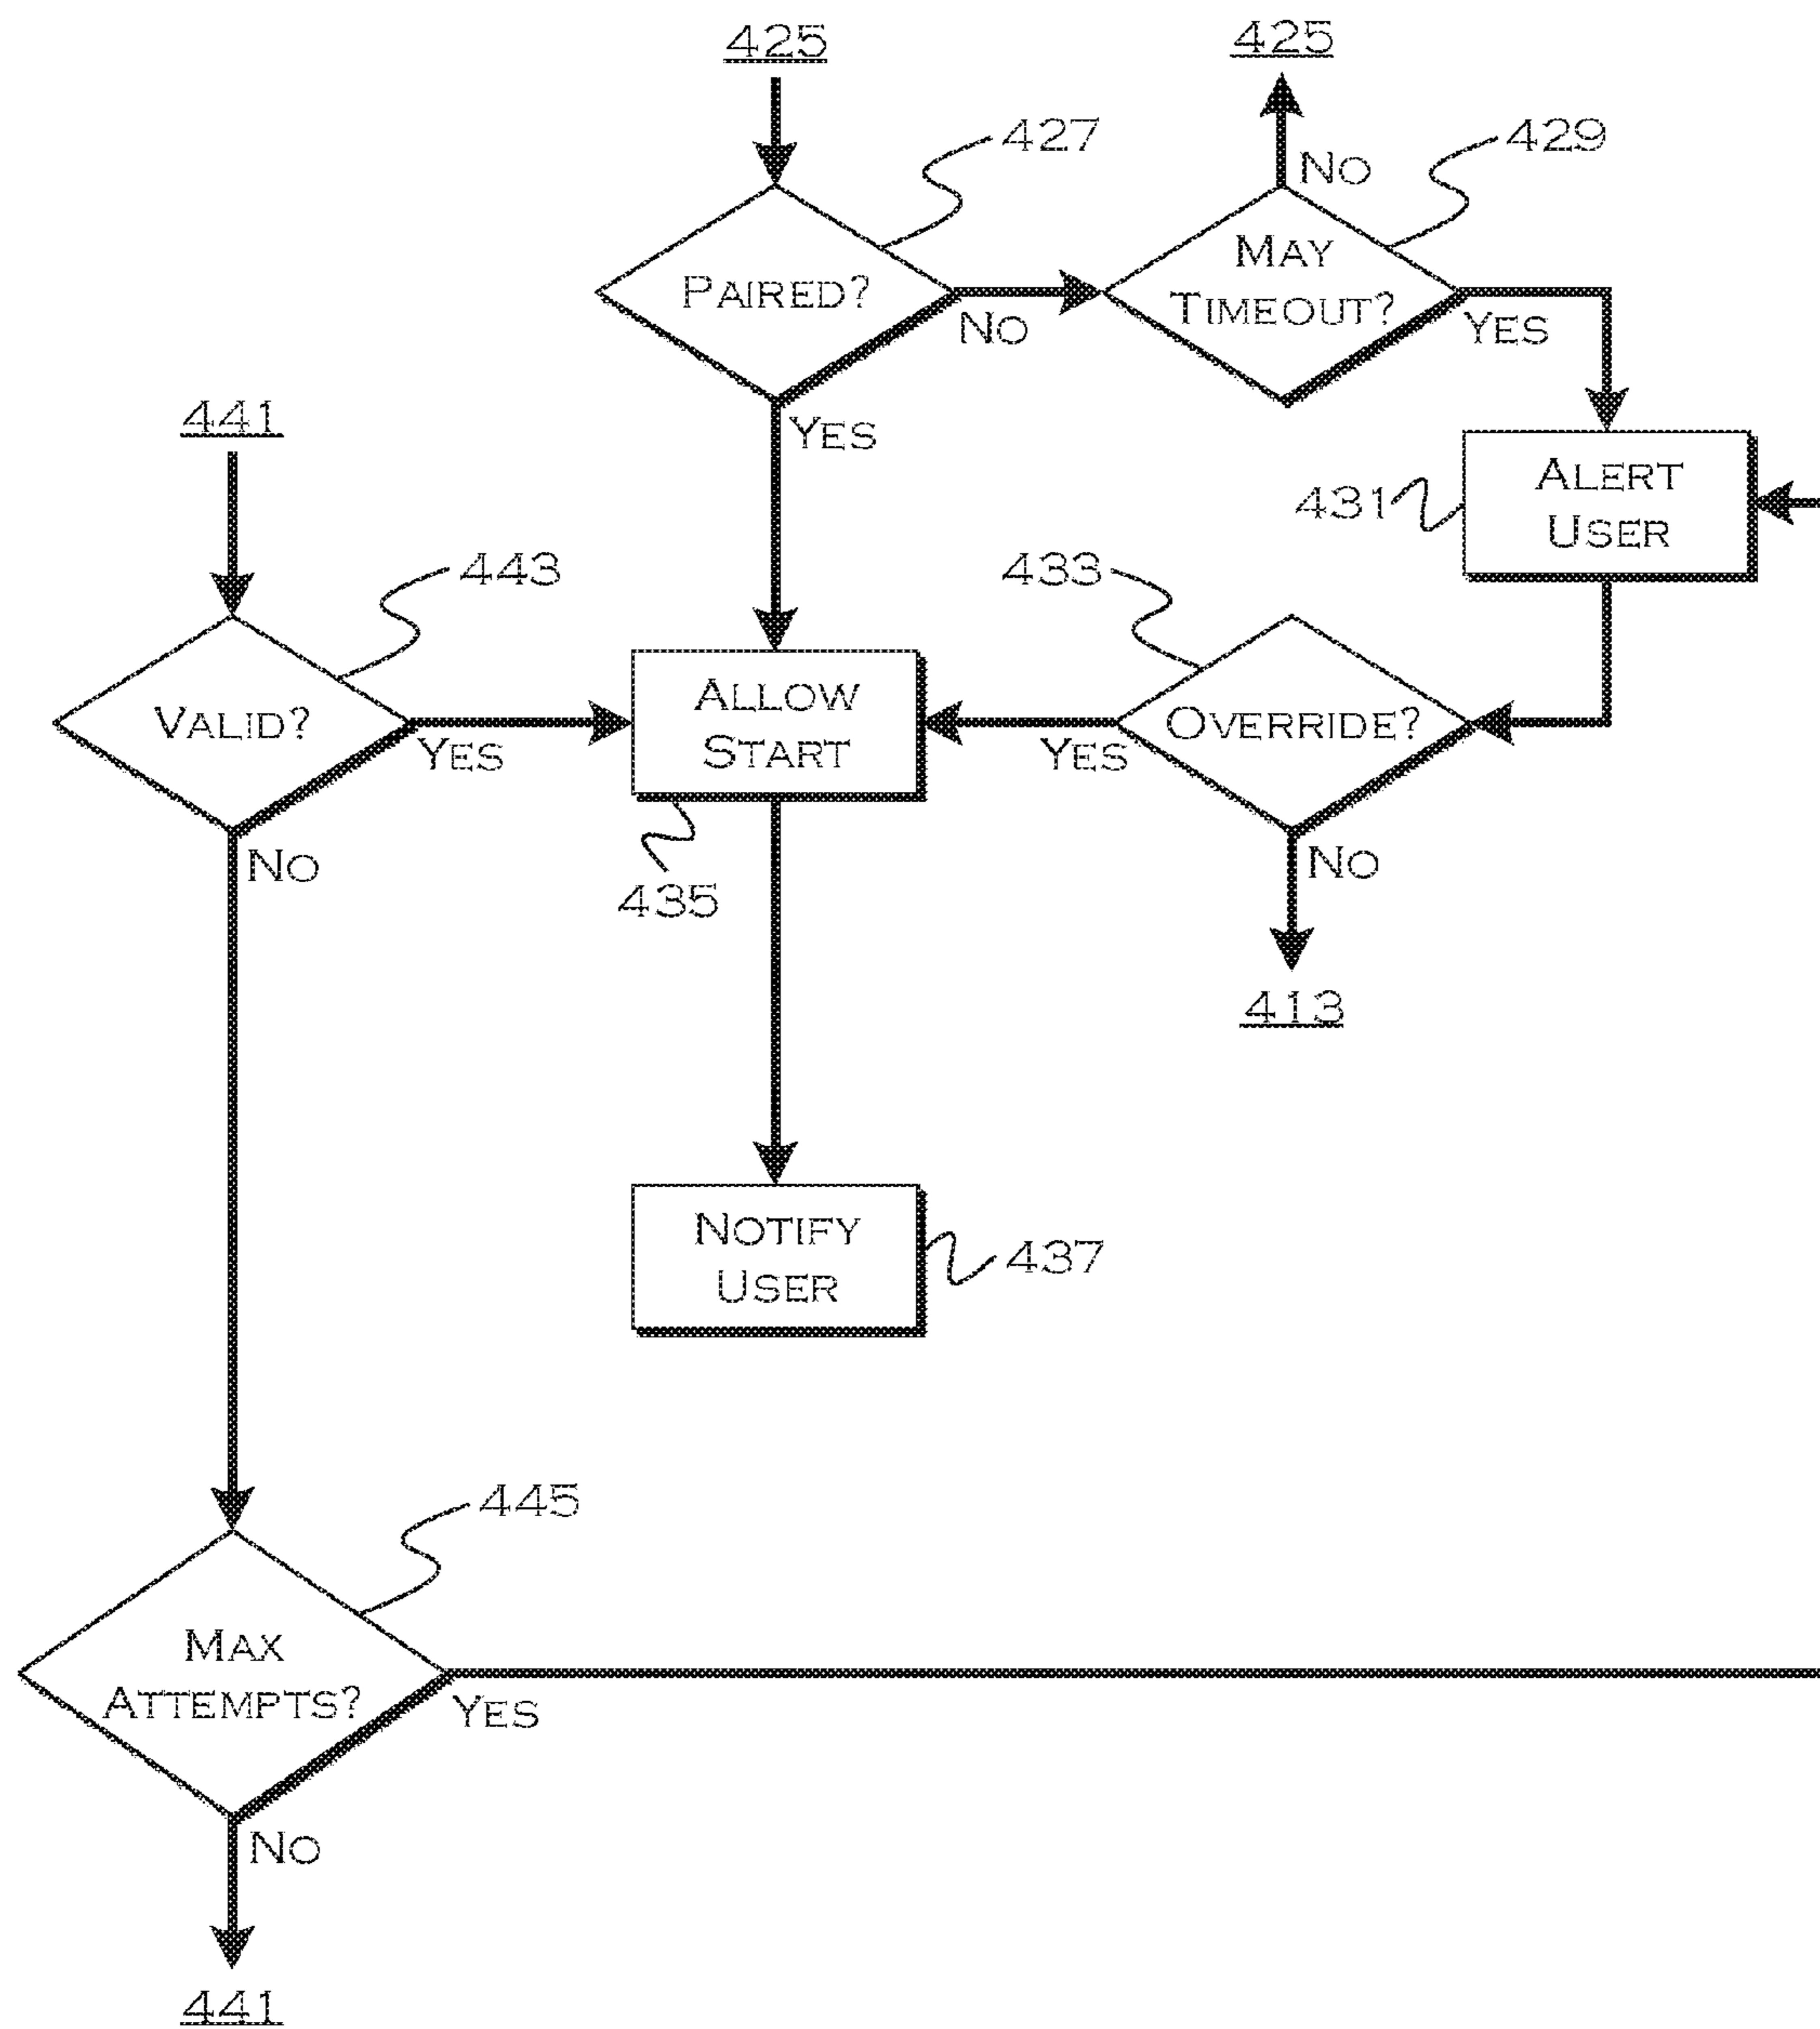 425
425
427
429
No
MAY
TIMEOUT?
PAIRED?
No
YES
YES
441
ALERT
USER
431
443
433
ALLOW
START
VALID?
OVERRIDE?
YES
YES
No
No
435
413
NOTIFY
USER
437
445
MAX
ATTEMPTS?
YES
No
441